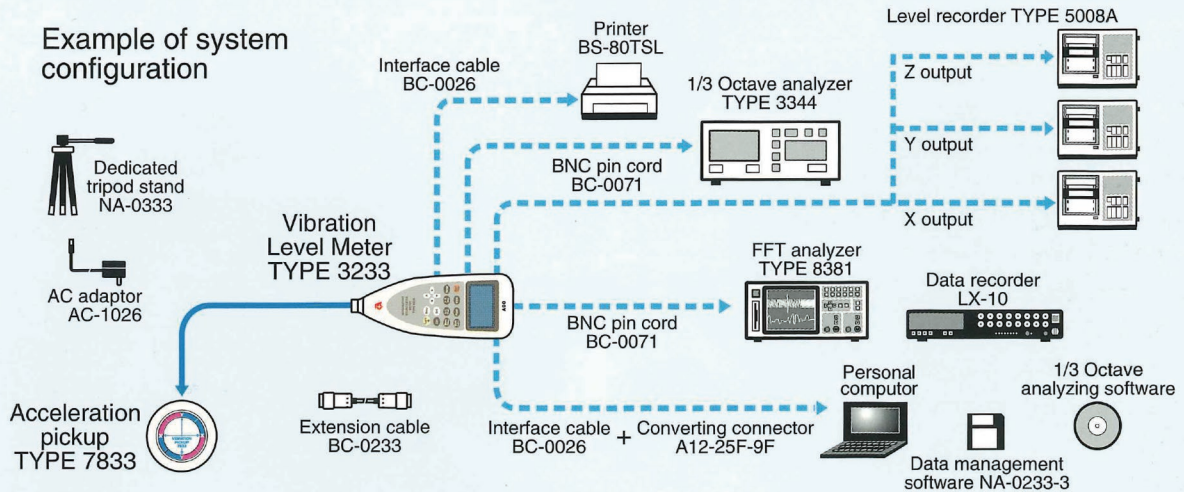 Example of system
configuration
Dedicated
tripod stand
NA-0333
AC adaptor
AC-1026
Vibration
Level Meter
TYPE 3233
Acceleration
pickup
TYPE 7833
Extension cable
BC-0233
Interface cable
BC-0026
Printer
BS-80TSL
BNC pin cord
BC-0071
1/3 Octave analyzer
TYPE 3344
Level recorder TYPE 5008A
Z output
Y output
X output
BNC pin cord
BC-0071
FFT analyzer
TYPE 8381
Data recorder
LX-10
Interface cable
BC-0026
+
Converting connector
A12-25F-9F
Personal
computor
Data management
software NA-0233-3
1/3 Octave
analyzing software